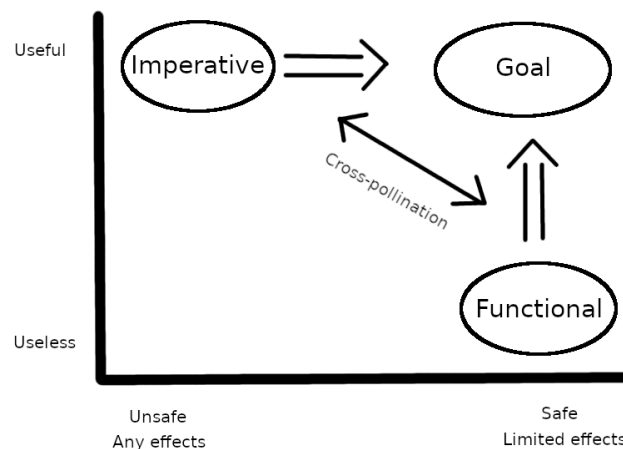 Useful
Imperative
Goal
Cross-pollination
Functional
Useless
Unsafe
Any effects
Safe
Limited effects